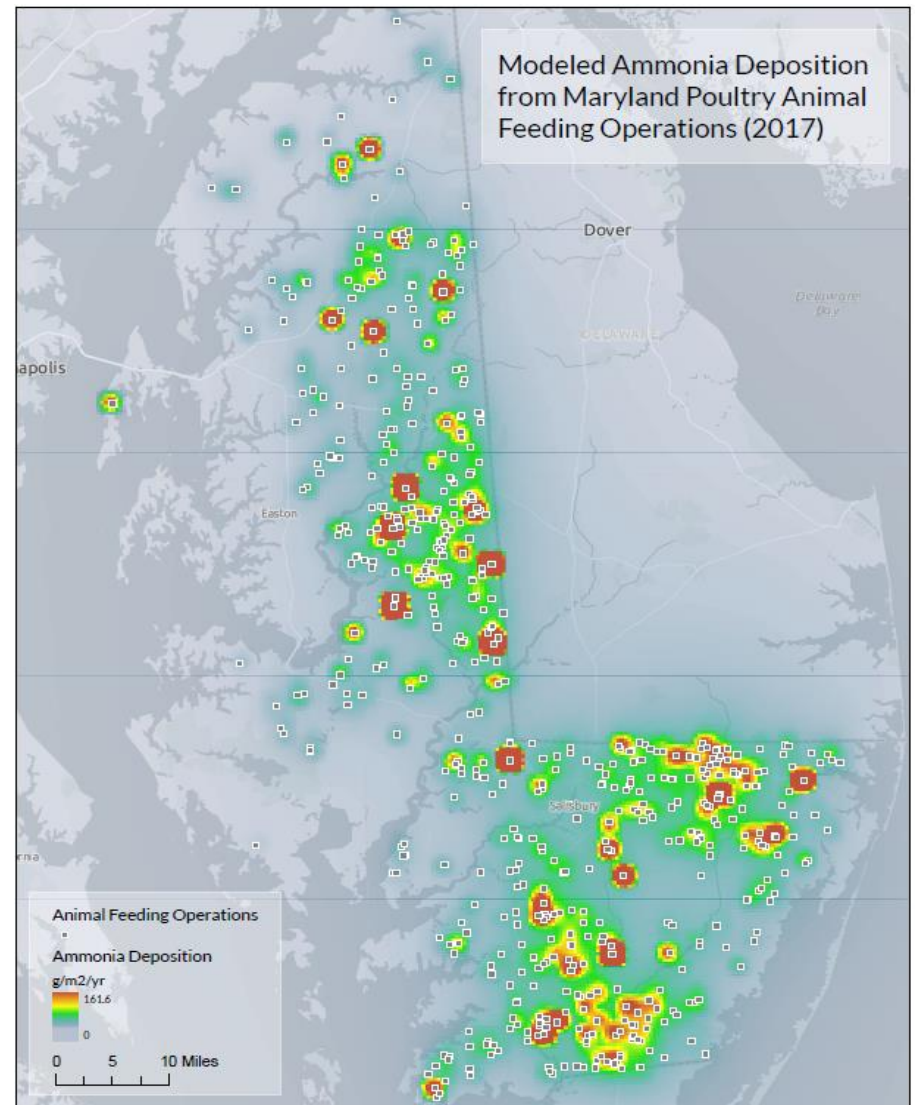 Modeled Ammonia Deposition
from Maryland Poultry Animal
Feeding Operations (2017)
Dover
Delaware
Bay
DELAWARE
apolis
Easton
Salisbury
rnia
Animal Feeding Operations
Ammonia Deposition
g/m2/yr
161.6
0
0 5 10 Miles